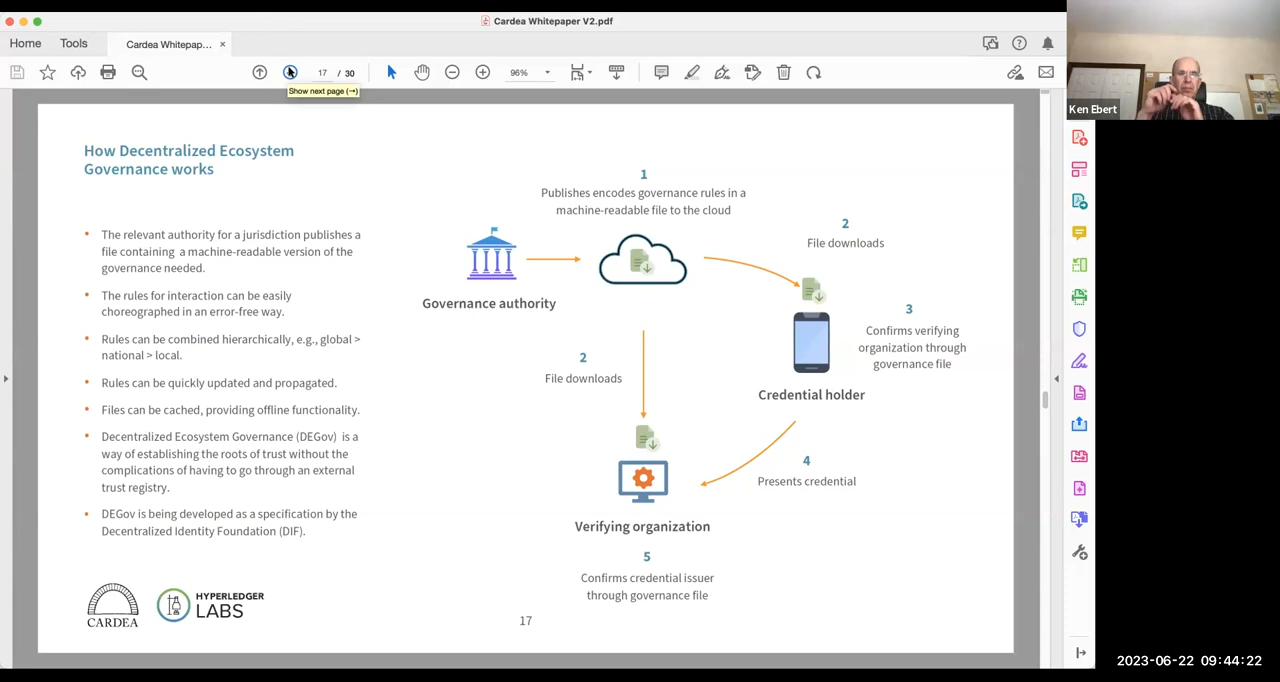 Cardea Whitepaper V2.pdf
Home
Tools
Cardea Whitepap...
×
17 / 30
96%
Show next page (→)
Ken Ebert
How Decentralized Ecosystem
Governance works
The relevant authority for a jurisdiction publishes a
file containing a machine-readable version of the
governance needed.
The rules for interaction can be easily
choreographed in an error-free way.
Rules can be combined hierarchically, e.g., global >
national > local.
Rules can be quickly updated and propagated.
Files can be cached, providing offline functionality.
Decentralized Ecosystem Governance (DEGov) is a
way of establishing the roots of trust without the
complications of having to go through an external
trust registry.
DEGov is being developed as a specification by the
Decentralized Identity Foundation (DIF).
1
Publishes encodes governance rules in a
machine-readable file to the cloud
Governance authority
2
File downloads
3
Confirms verifying
organization through
governance file
2
File downloads
Credential holder
4
Presents credential
Verifying organization
5
Confirms credential issuer
through governance file
CARDEA
HYPERLEDGER
LABS
17
2023-06-22 09:44:22